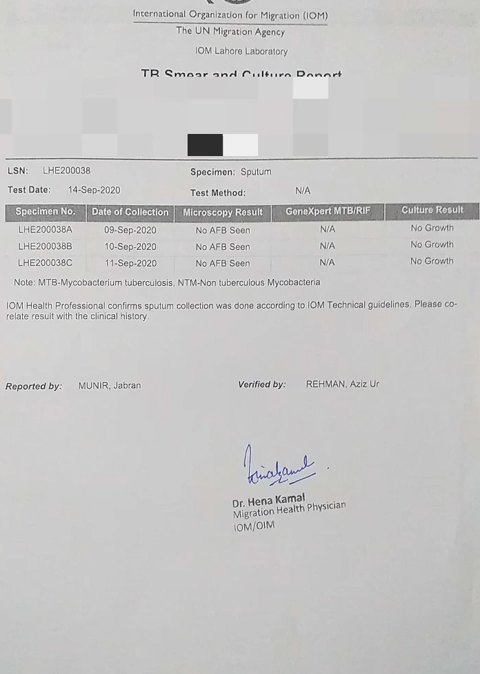 International Organization for Migration (IOM)
The UN Migration Agency
IOM Lahore Laboratory
TB Smear and Culture Report
LSN: LHE200038 Specimen: Sputum
Test Date: 14-Sep-2020 Test Method: N/A
Specimen No. Date of Collection Microscopy Result GeneXpert MTB/RIF Culture Result
LHE200038A 09-Sep-2020 No AFB Seen N/A No Growth
LHE200038B 10-Sep-2020 No AFB Seen N/A No Growth
LHE200038C 11-Sep-2020 No AFB Seen N/A No Growth
Note: MTB-Mycobacterium tuberculosis, NTM-Non tuberculous Mycobacteria
IOM Health Professional confirms sputum collection was done according to IOM Technical guidelines. Please co-
relate result with the clinical history.
Reported by: MUNIR, Jabran Verified by: REHMAN, Aziz Ur
Dr. Hena Kamal
Migration Health Physician
IOM/OIM